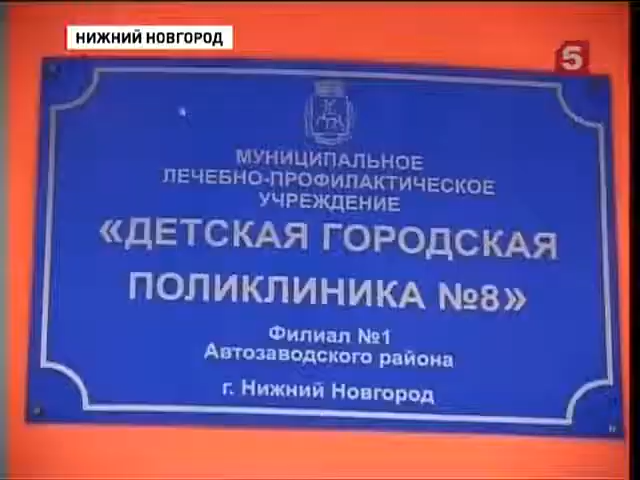 НИЖНИЙ НОВГОРОД
5
МУНИЦИПАЛЬНОЕ
ЛЕЧЕБНО-ПРОФИЛАКТИЧЕСКОЕ
УЧРЕЖДЕНИЕ
«ДЕТСКАЯ ГОРОДСКАЯ
ПОЛИКЛИНИКА №8»
Филиал №1
Автозаводского района
г. Нижний Новгород